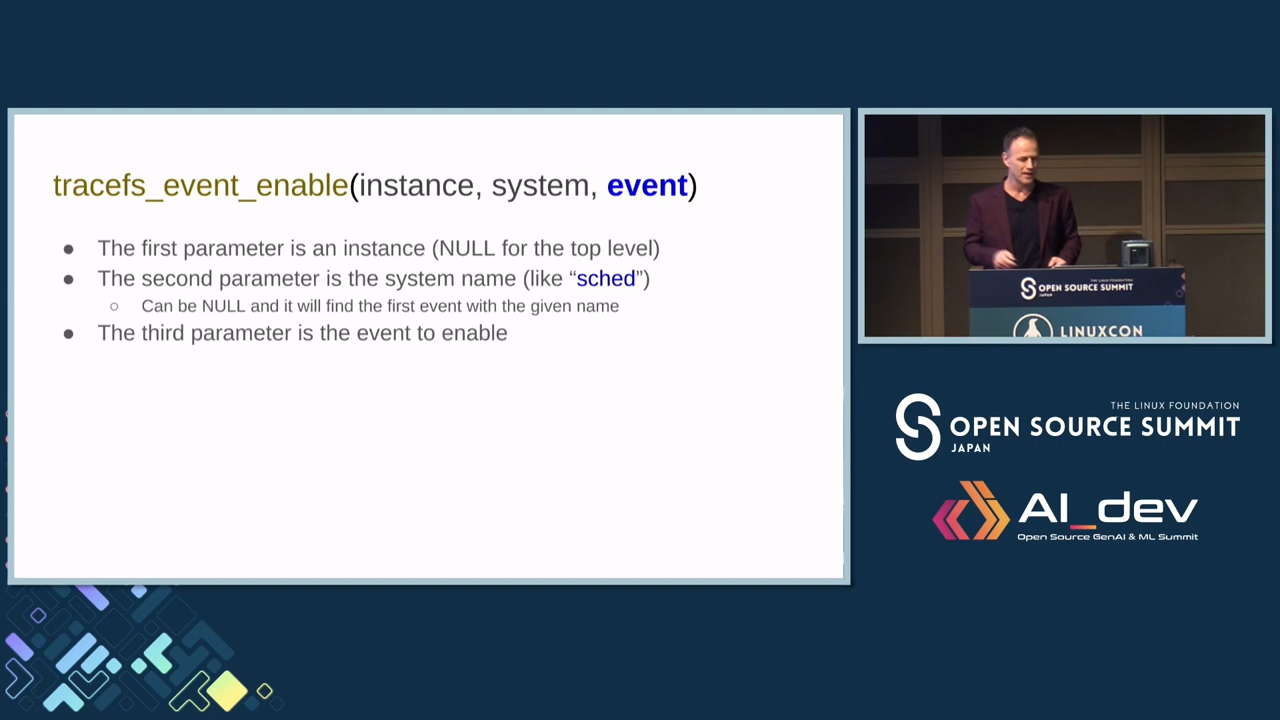 tracefs_event_enable(instance, system, event)
● The first parameter is an instance (NULL for the top level)
● The second parameter is the system name (like “sched”)
○ Can be NULL and it will find the first event with the given name
● The third parameter is the event to enable
THE LINUX FOUNDATION
OPEN SOURCE SUMMIT
JAPAN
LINUXCON
THE LINUX FOUNDATION
OPEN SOURCE SUMMIT
JAPAN
AI_dev
Open Source GenAI & ML Summit